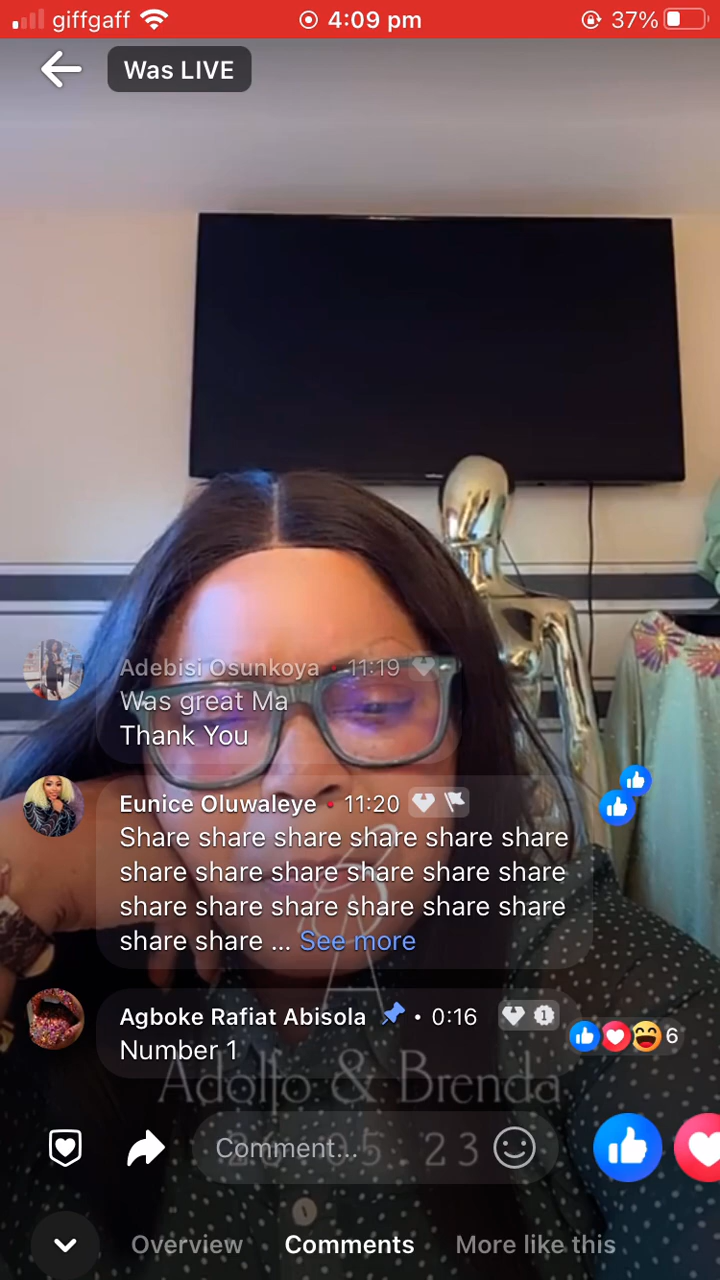 giffgaff 4:09 pm 37%
Was LIVE
Adebisi Osunkoya • 11:19
Was great Ma
Thank You
Eunice Oluwaleye • 11:20
Share share share share share share
share share share share share share
share share share share share share
share share ... See more
Agboke Rafiat Abisola • 0:16 1
Number 1
6
Adolfo & Brenda
Comment...
05.23
Overview Comments More like this